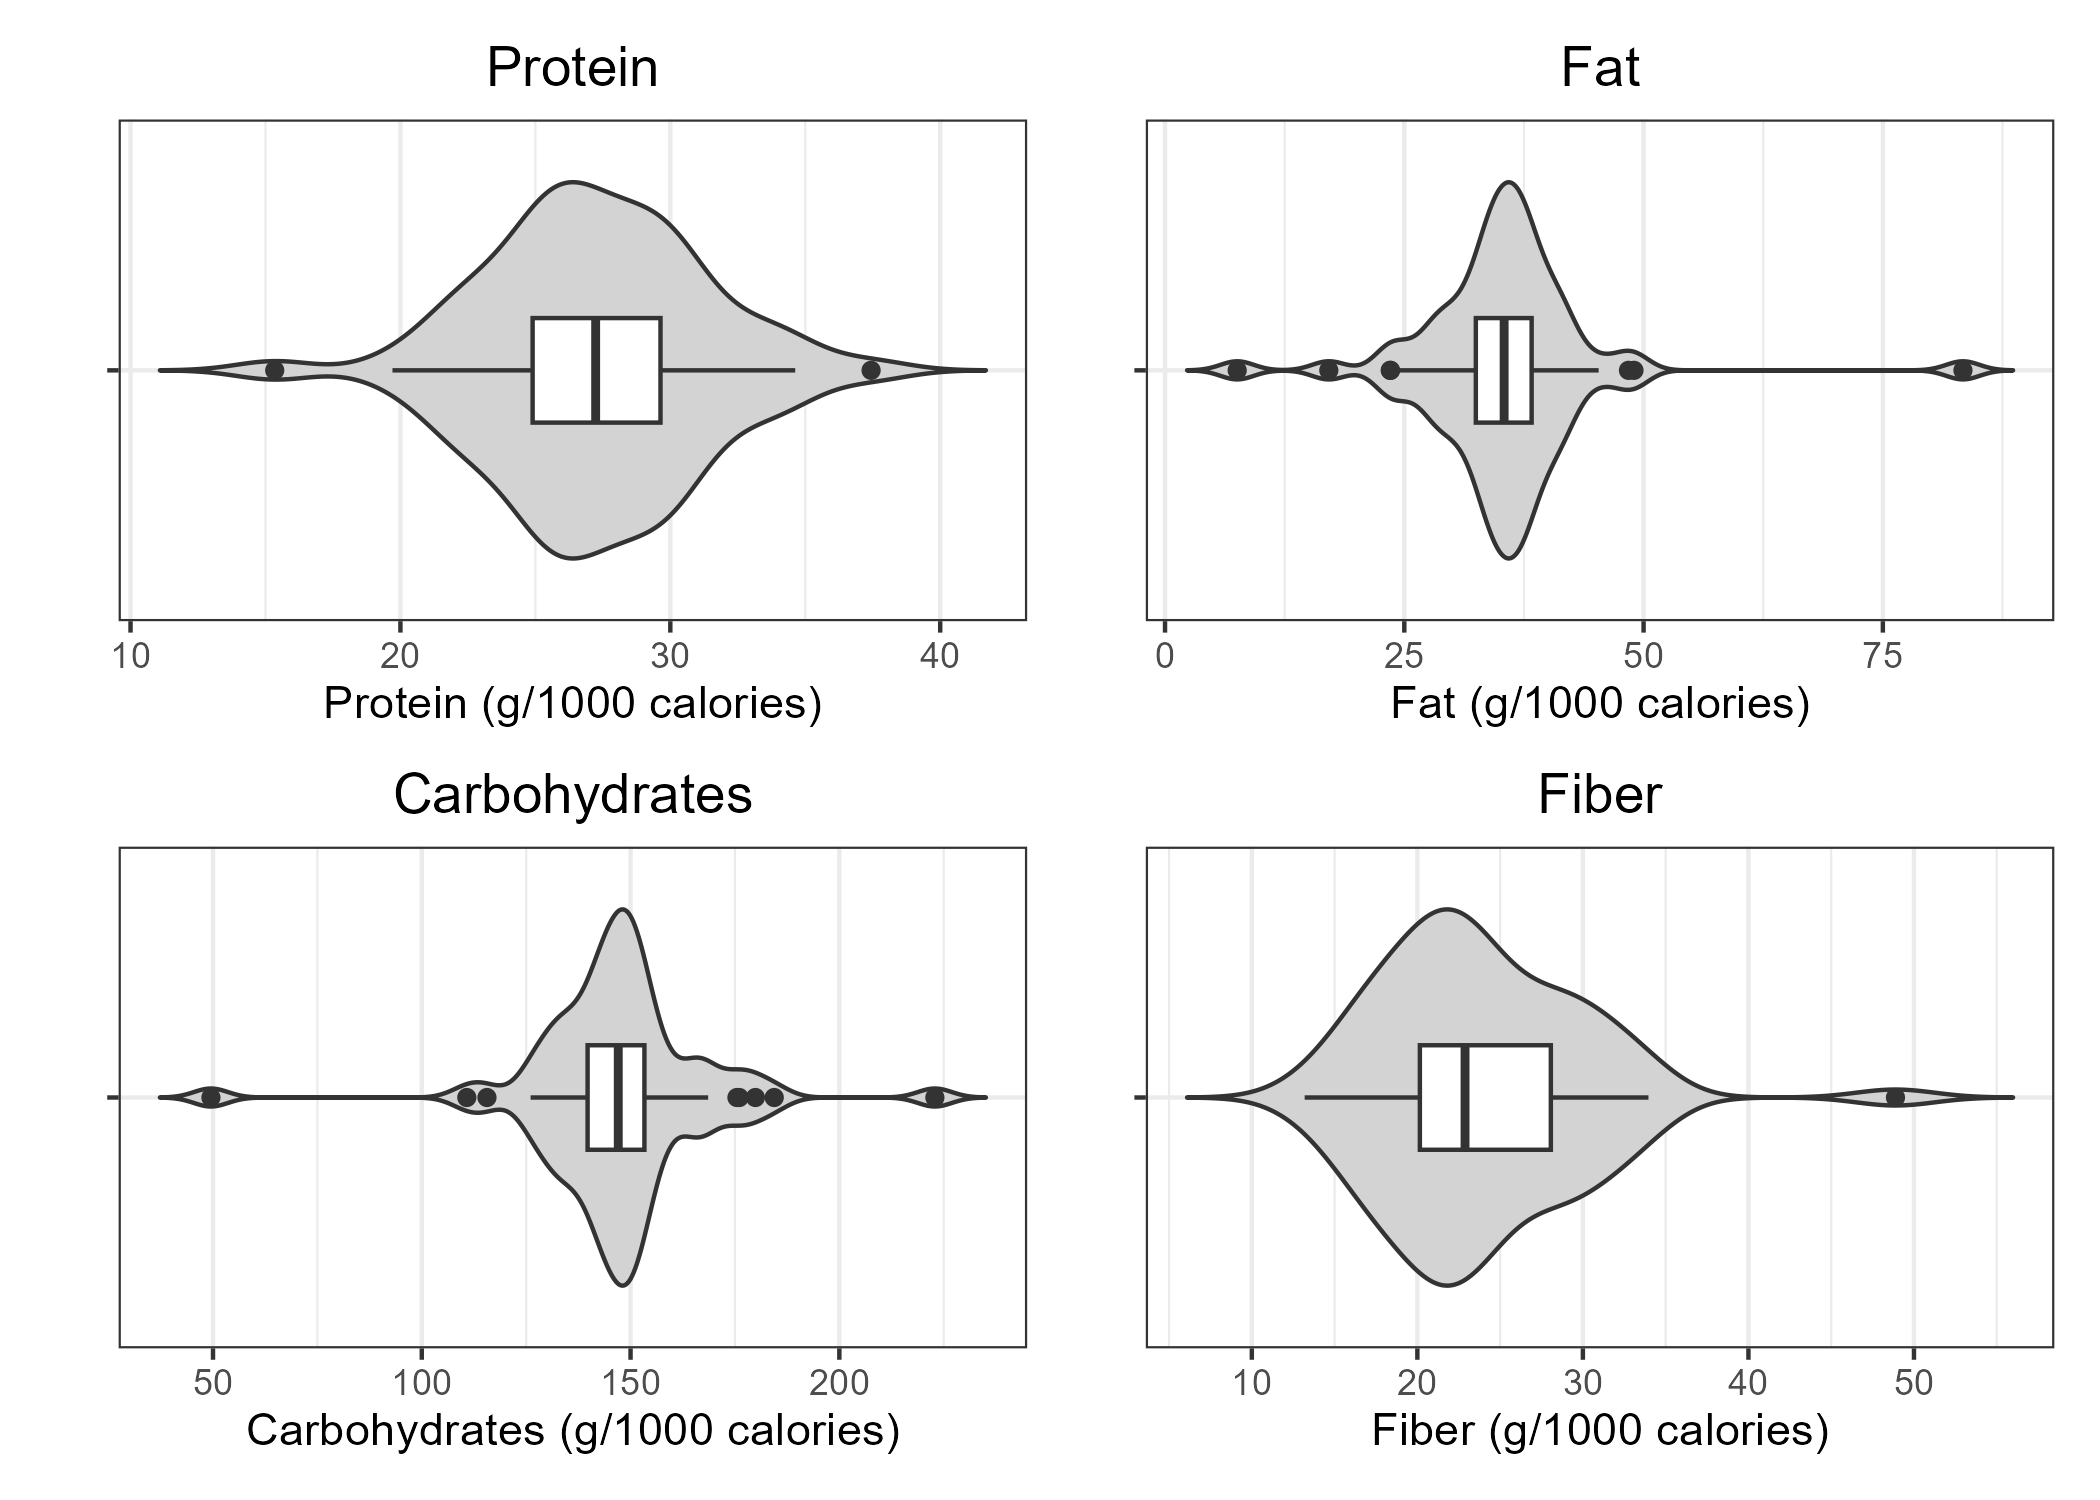 Protein
10 20 30 40
Protein (g/1000 calories)
Fat
0 25 50 75
Fat (g/1000 calories)
Carbohydrates
50 100 150 200
Carbohydrates (g/1000 calories)
Fiber
10 20 30 40 50
Fiber (g/1000 calories)